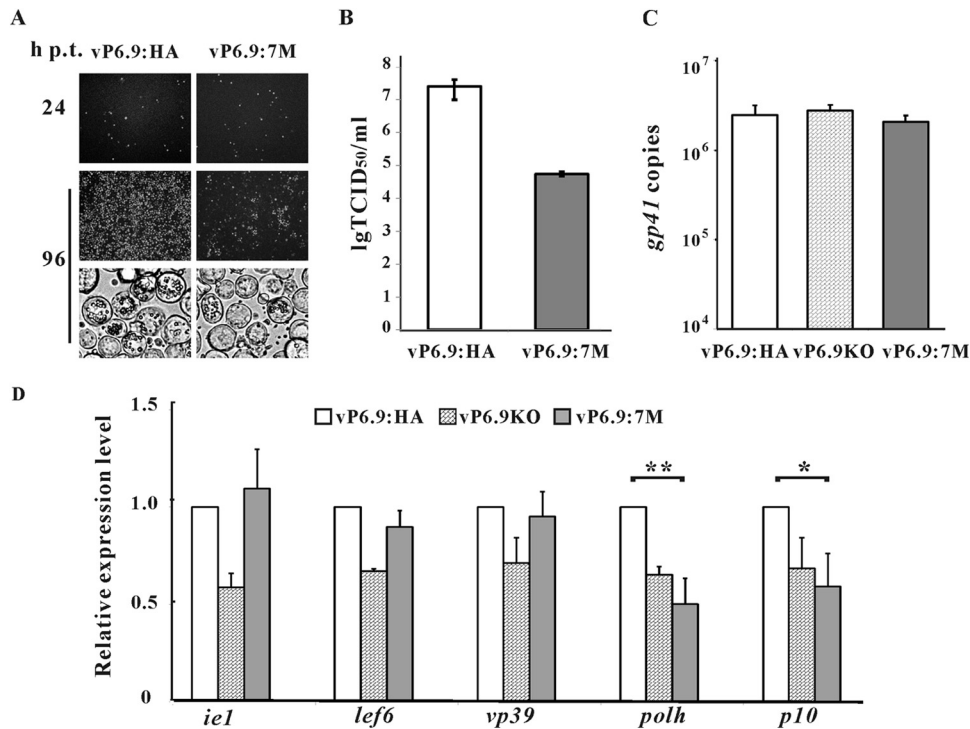 A
h p.t. vP6.9:HA vP6.9:7M
24
96
B
lgTCID50/ml
8
7
6
5
4
3
2
1
0
vP6.9:HA vP6.9:7M
C
gp41 copies
10^7
10^6
10^5
10^4
vP6.9:HA vP6.9KO vP6.9:7M
D
Relative expression level
1.5
1.0
0.5
0
vP6.9:HA vP6.9KO vP6.9:7M
** *
ie1 lef6 vp39 polh p10